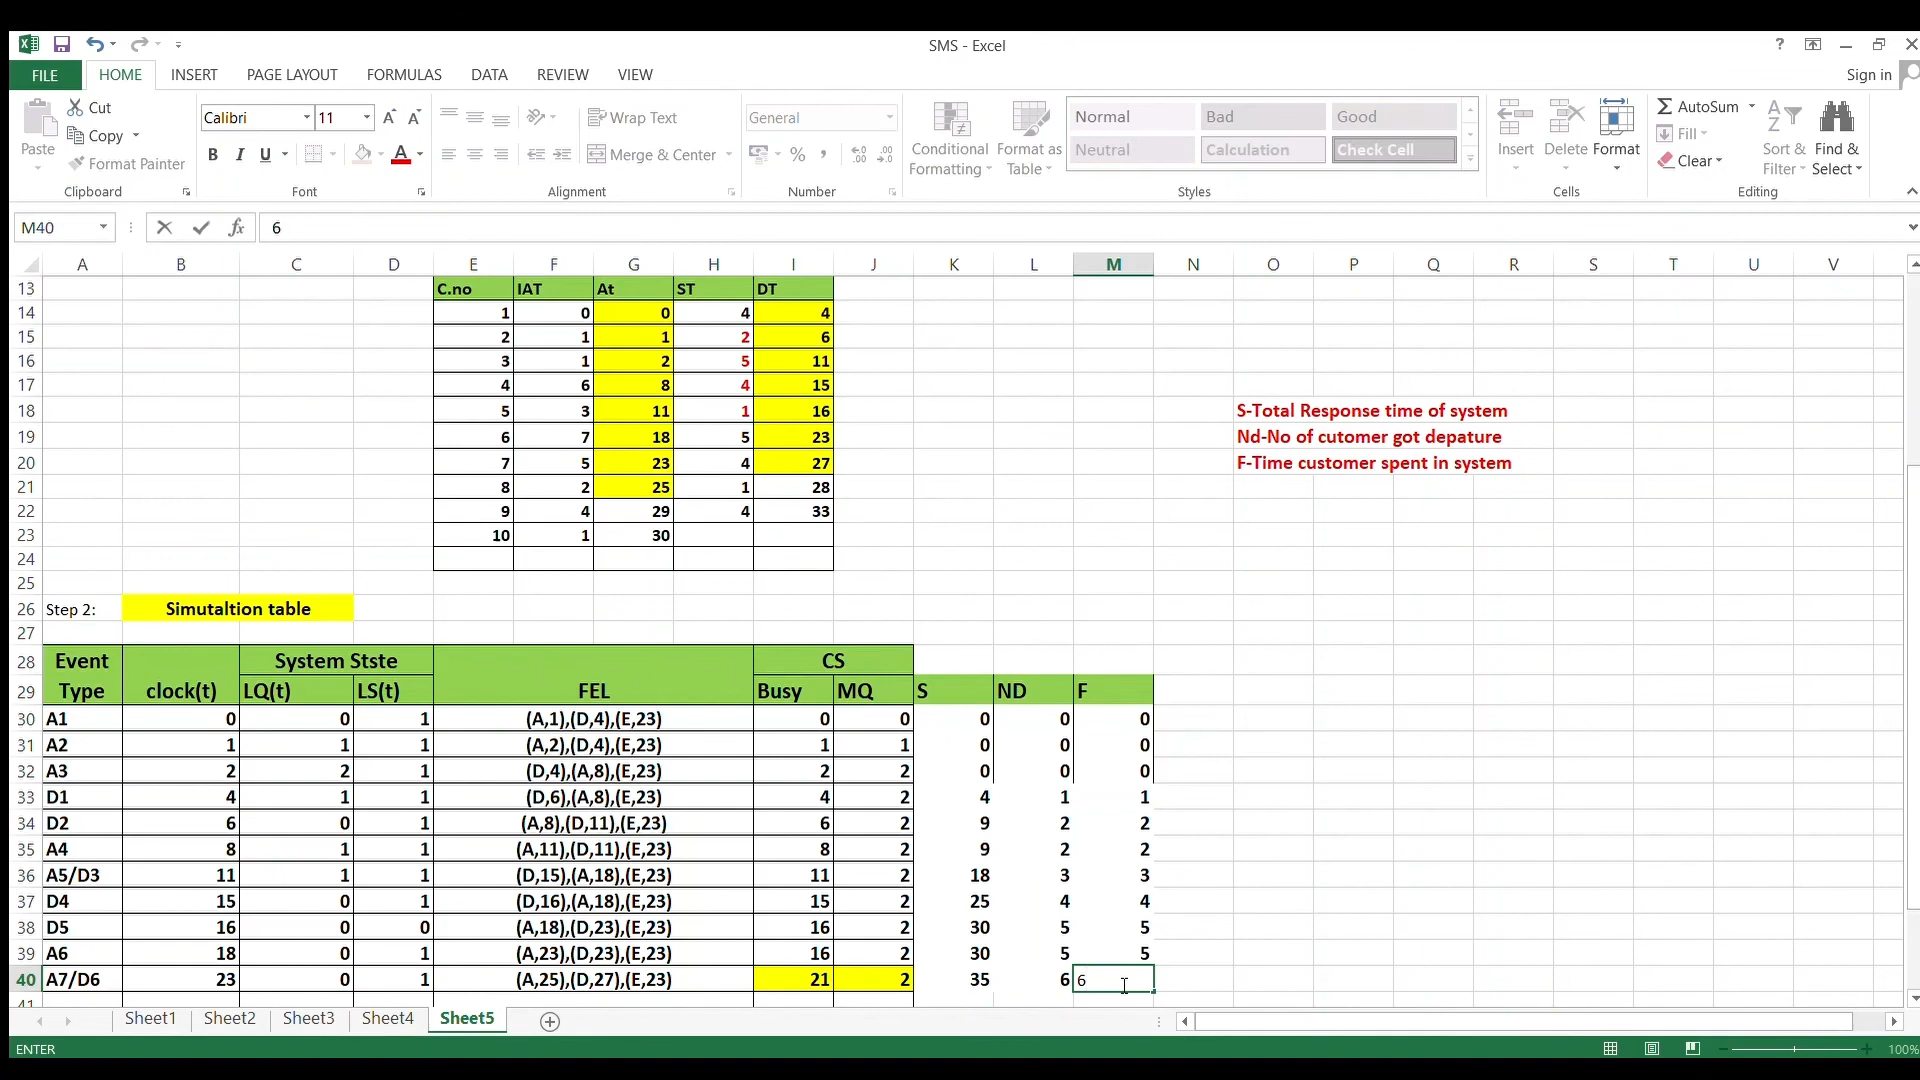 SMS - Excel
?
FILE HOME INSERT PAGE LAYOUT FORMULAS DATA REVIEW VIEW Sign in
Paste
Cut
Copy
Format Painter
Clipboard
Calibri 11
B I U A
Font
Wrap Text
Merge & Center
Alignment
General
%
Number
Conditional Formatting
Format as Table
Normal Bad Good
Neutral Calculation Check Cell
Styles
Insert Delete Format
Cells
AutoSum
Fill
Clear
Sort & Filter
Find & Select
Editing
M40 fx 6
A B C D E F G H I J K L M N O P Q R S T U V
13 C.no IAT At ST DT
14 1 0 0 4 4
15 2 1 1 2 6
16 3 1 2 5 11
17 4 6 8 4 15
18 5 3 11 1 16 S-Total Response time of system
19 6 7 18 5 23 Nd-No of cutomer got depature
20 7 5 23 4 27 F-Time customer spent in system
21 8 2 25 1 28
22 9 4 29 4 33
23 10 1 30
24
25
26 Step 2: Simutaltion table
27
28 Event System Stste CS
29 Type clock(t) LQ(t) LS(t) FEL Busy MQ S ND F
30 A1 0 0 1 (A,1),(D,4),(E,23) 0 0 0 0 0
31 A2 1 1 1 (A,2),(D,4),(E,23) 1 1 0 0 0
32 A3 2 2 1 (D,4),(A,8),(E,23) 2 2 0 0 0
33 D1 4 1 1 (D,6),(A,8),(E,23) 4 2 4 1 1
34 D2 6 0 1 (A,8),(D,11),(E,23) 6 2 9 2 2
35 A4 8 1 1 (A,11),(D,11),(E,23) 8 2 9 2 2
36 A5/D3 11 1 1 (D,15),(A,18),(E,23) 11 2 18 3 3
37 D4 15 0 1 (D,16),(A,18),(E,23) 15 2 25 4 4
38 D5 16 0 0 (A,18),(D,23),(E,23) 16 2 30 5 5
39 A6 18 0 1 (A,23),(D,23),(E,23) 16 2 30 5 5
40 A7/D6 23 0 1 (A,25),(D,27),(E,23) 21 2 35 6 6
41
Sheet1 Sheet2 Sheet3 Sheet4 Sheet5
ENTER 100%